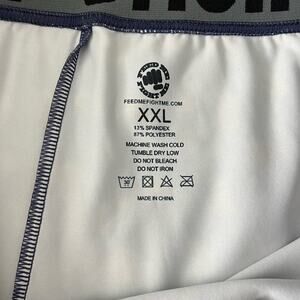 FEEDMEFIGHTME.COM
XXL
13% SPANDEX
87% POLYESTER
MACHINE WASH COLD
TUMBLE DRY LOW
DO NOT BLEACH
DO NOT IRON
30
MADE IN CHINA